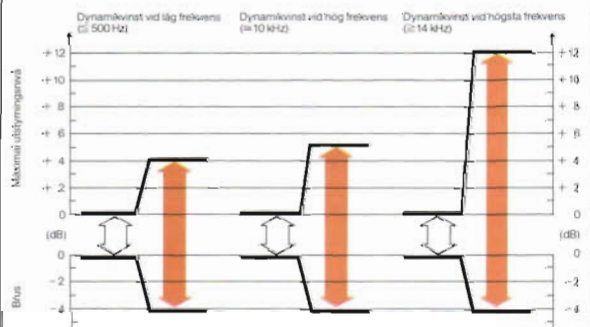 Dynamikvinst vid låg frekvens
(≦ 500 Hz)
Dynamikvinst vid hög frekvens
(≃10 kHz)
Dynamikvinst vid högsta frekvens
(≧14 kHz)
Maximal utstyrningsnivå
+12
+10
+ 8
+ 6
+ 4
+ 2
0
(dB)
0
−2
−4
Brus
+12
+10
+ 8
+ 6
+ 4
+ 2
0
(dB)
0
−2
−4